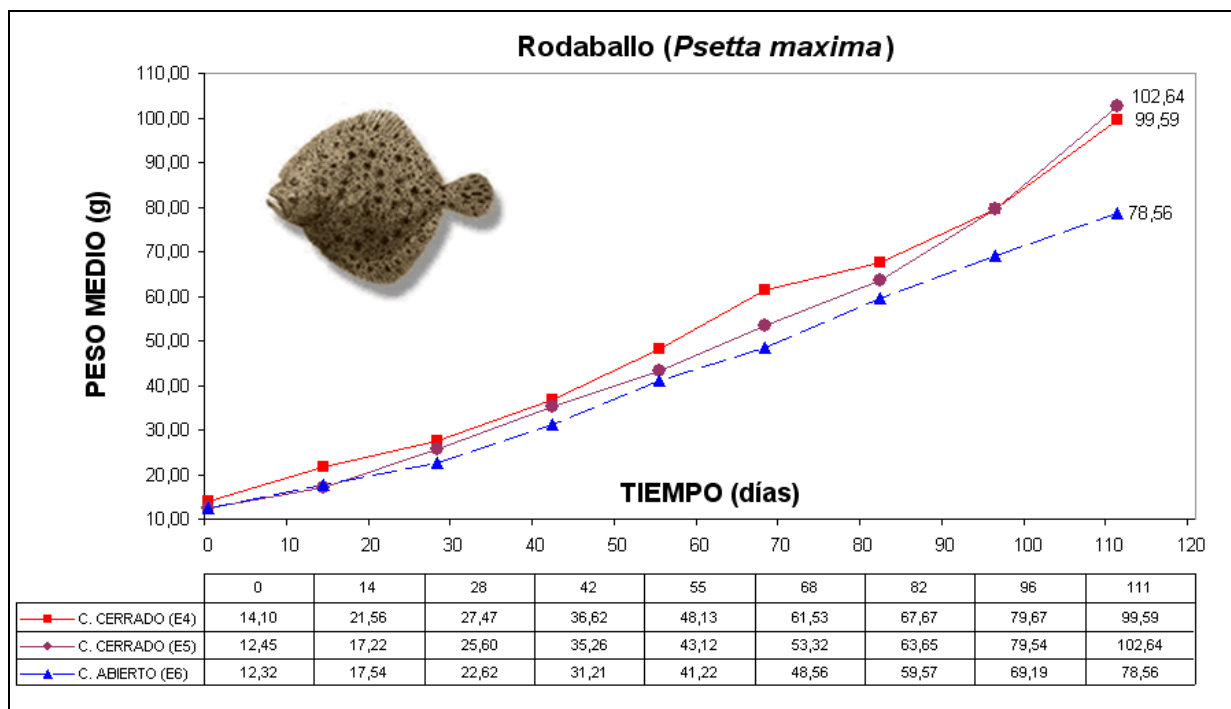 Rodaballo (Psetta maxima)
110,00
100,00
90,00
80,00
70,00
60,00
50,00
40,00
30,00
20,00
10,00
PESO MEDIO (g)
102,64
99,59
78,56
TIEMPO (días)
0 10 20 30 40 50 60 70 80 90 100 110 120
0 14 28 42 55 68 82 96 111
C. CERRADO (E4) 14,10 21,56 27,47 36,62 48,13 61,53 67,67 79,67 99,59
C. CERRADO (E5) 12,45 17,22 25,60 35,26 43,12 53,32 63,65 79,54 102,64
C. ABIERTO (E6) 12,32 17,54 22,62 31,21 41,22 48,56 59,57 69,19 78,56